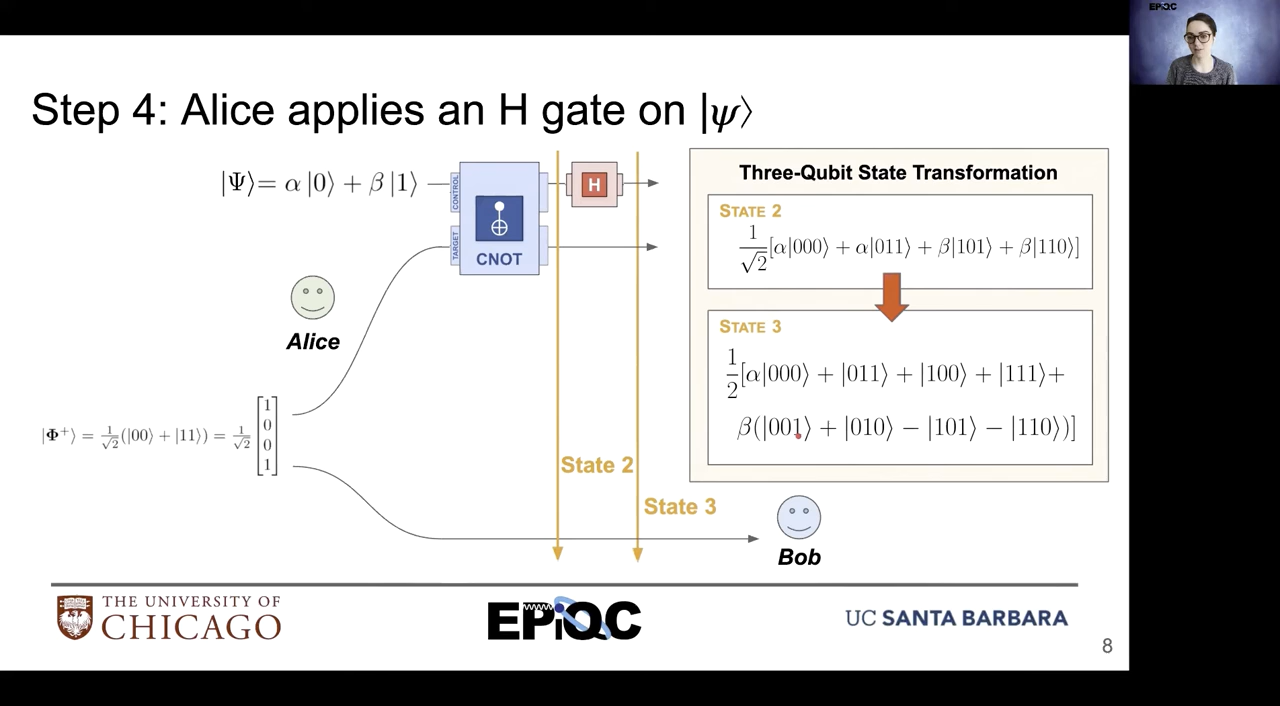 EPiQC
Step 4: Alice applies an H gate on |ψ⟩
|Ψ⟩= α |0⟩ + β |1⟩
CONTROL
TARGET
CNOT
H
Alice
|Φ⁺⟩ = 1/√2(|00⟩ + |11⟩) = 1/√2 [1 0 0 1]
State 2
State 3
Bob
Three-Qubit State Transformation
STATE 2
1/√2[α|000⟩ + α|011⟩ + β|101⟩ + β|110⟩]
STATE 3
1/2[α|000⟩ + |011⟩ + |100⟩ + |111⟩+
β(|001⟩ + |010⟩ − |101⟩ − |110⟩)]
THE UNIVERSITY OF
CHICAGO
EPiQC
UC SANTA BARBARA
8